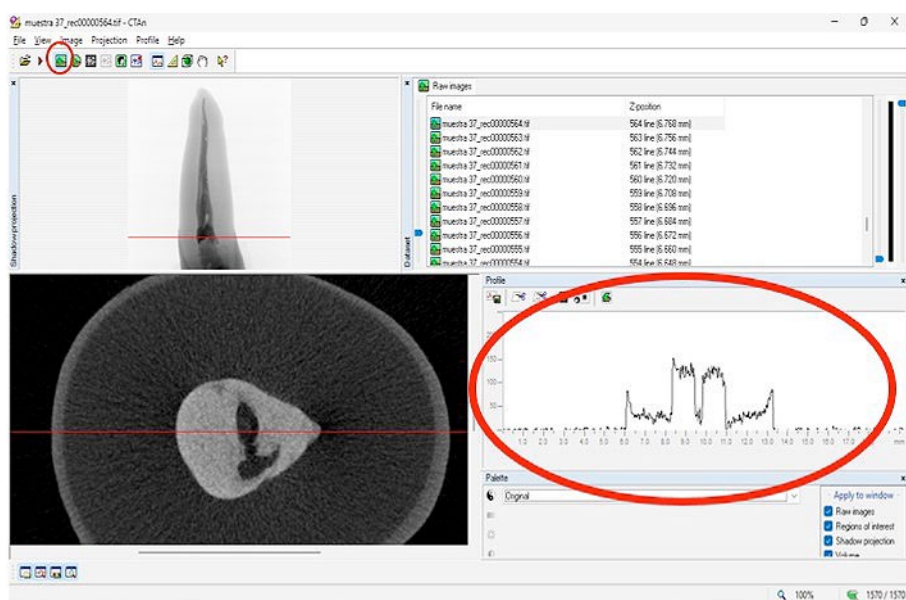 muestra 37_rec00000564.tif - CTAn
File View Image Projection Profile Help
Raw images
File name Z position
muestra 37_rec00000564.tif 564 line [6.768 mm]
muestra 37_rec00000563.tif 563 line [6.756 mm]
muestra 37_rec00000562.tif 562 line [6.744 mm]
muestra 37_rec00000561.tif 561 line [6.732 mm]
muestra 37_rec00000560.tif 560 line [6.720 mm]
muestra 37_rec00000559.tif 559 line [6.708 mm]
muestra 37_rec00000558.tif 558 line [6.696 mm]
muestra 37_rec00000557.tif 557 line [6.684 mm]
muestra 37_rec00000556.tif 556 line [6.672 mm]
muestra 37_rec00000555.tif 555 line [6.660 mm]
muestra 37_rec00000554.tif 554 line [6.648 mm]
Shadow projection
Dataset
Profile
150
100
50
1.0 2.0 3.0 4.0 5.0 6.0 7.0 8.0 9.0 10.0 11.0 12.0 13.0 14.0 15.0 16.0 17.0 mm
Palette
Original
Apply to window
Raw images
Regions of interest
Shadow projection
Volume
100% 1570 / 1570